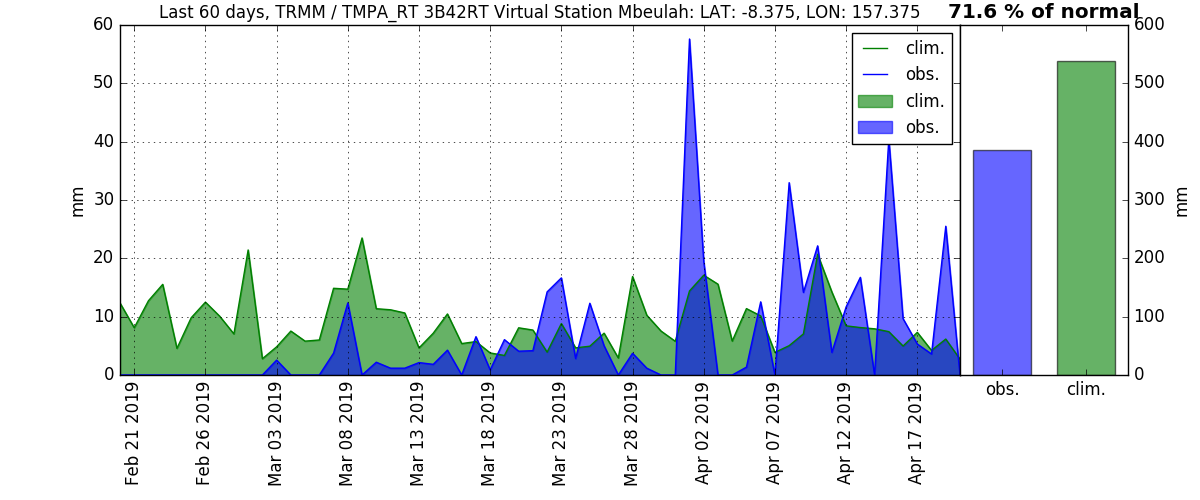 Last 60 days, TRMM / TMPA_RT 3B42RT Virtual Station Mbeulah: LAT: -8.375, LON: 157.375
71.6 % of normal
60
50
40
30
20
10
0
mm
clim.
obs.
clim.
obs.
600
500
400
300
200
100
0
mm
obs.
clim.
Feb 21 2019
Feb 26 2019
Mar 03 2019
Mar 08 2019
Mar 13 2019
Mar 18 2019
Mar 23 2019
Mar 28 2019
Apr 02 2019
Apr 07 2019
Apr 12 2019
Apr 17 2019